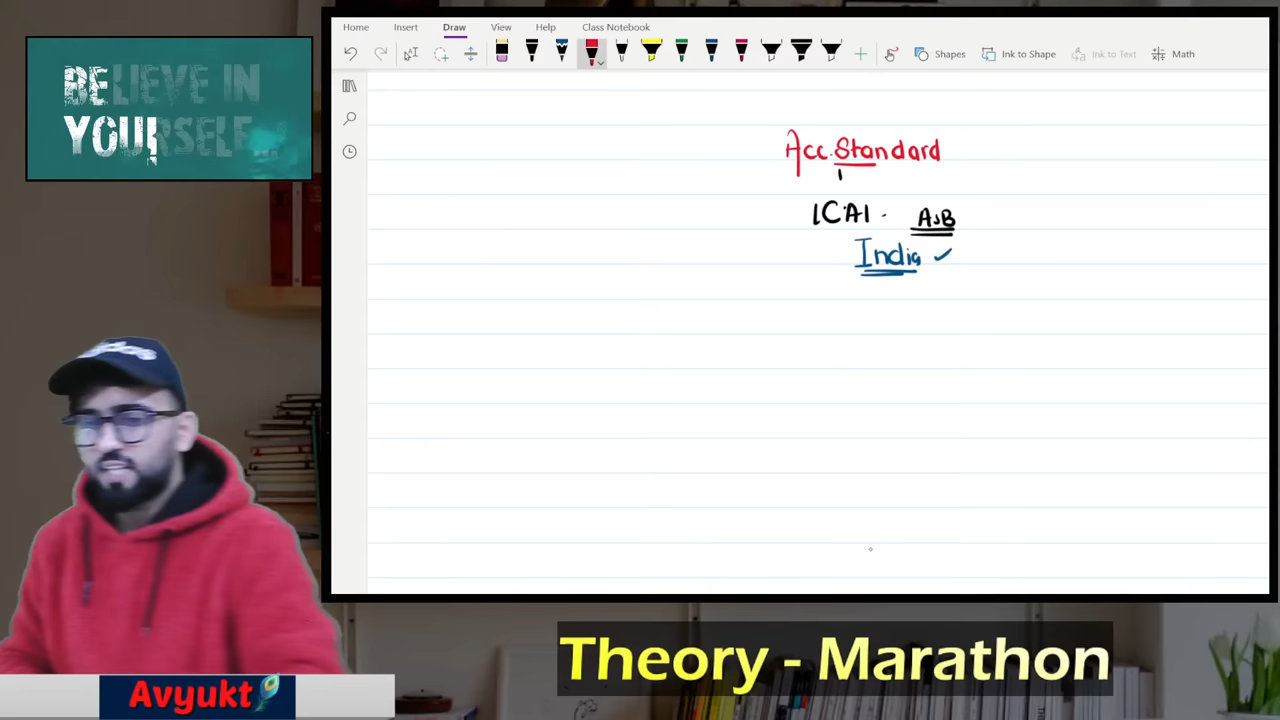 BELIEVE IN
YOURSELF...
Home Insert Draw View Help Class Notebook
Shapes Ink to Shape Ink to Text Math
Acc. Standard
ICAI - ASB
India ✓
Theory - Marathon
Avyukt